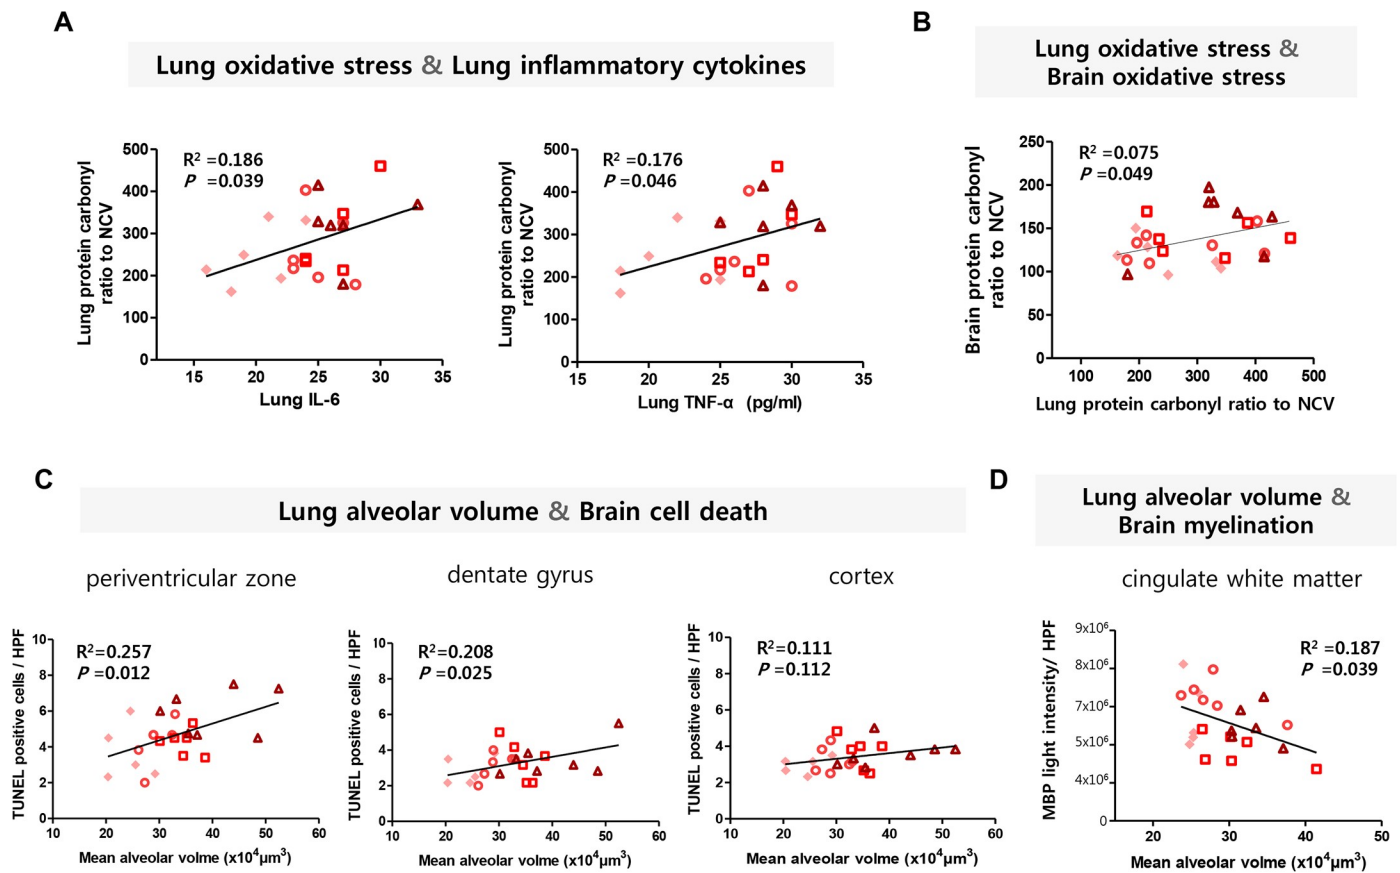 A
Lung oxidative stress & Lung inflammatory cytokines
Lung protein carbonyl
ratio to NCV
500
400
300
200
100
0
R² =0.186
P =0.039
15
20
25
30
35
Lung IL-6
Lung protein carbonyl
ratio to NCV
500
400
300
200
100
0
R² =0.176
P =0.046
15
20
25
30
35
Lung TNF-α (pg/ml)
B
Lung oxidative stress &
Brain oxidative stress
Brain protein carbonyl
ratio to NCV
250
200
150
100
50
0
R² =0.075
P =0.049
100
200
300
400
500
Lung protein carbonyl ratio to NCV
C
Lung alveolar volume & Brain cell death
periventricular zone
TUNEL positive cells / HPF
10
8
6
4
2
0
R²=0.257
P =0.012
10
20
30
40
50
60
Mean alveolar volme (x10⁴µm³)
dentate gyrus
TUNEL positive cells / HPF
10
8
6
4
2
0
R²=0.208
P =0.025
10
20
30
40
50
60
Mean alveolar volme (x10⁴µm³)
cortex
TUNEL positive cells / HPF
10
8
6
4
2
0
R²=0.111
P =0.112
10
20
30
40
50
60
Mean alveolar volme (x10⁴µm³)
D
Lung alveolar volume &
Brain myelination
cingulate white matter
MBP light intensity/ HPF
9x10⁶
8x10⁶
7x10⁶
5x10⁶
4x10⁶
0
R² =0.187
P =0.039
20
30
40
50
Mean alveolar volme (x10⁴µm³)